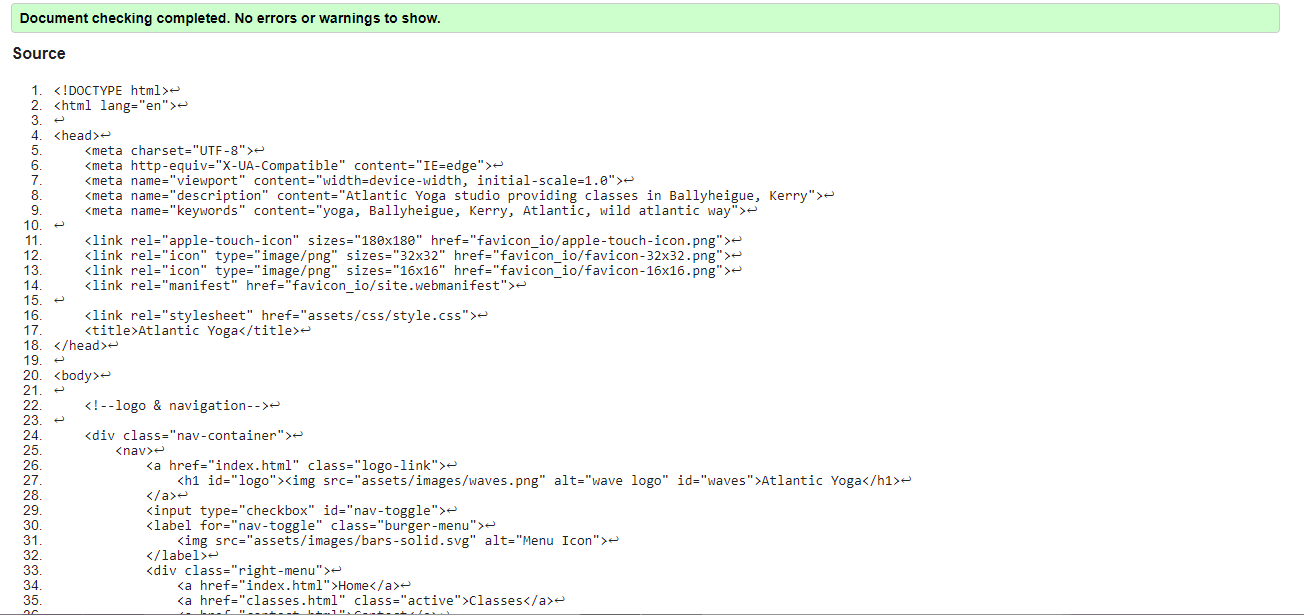 Document checking completed. No errors or warnings to show.
Source
1. <!DOCTYPE html>↩
2. <html lang="en">↩
3. ↩
4. <head>↩
5. <meta charset="UTF-8">↩
6. <meta http-equiv="X-UA-Compatible" content="IE=edge">↩
7. <meta name="viewport" content="width=device-width, initial-scale=1.0">↩
8. <meta name="description" content="Atlantic Yoga studio providing classes in Ballyheigue, Kerry">↩
9. <meta name="keywords" content="yoga, Ballyheigue, Kerry, Atlantic, wild atlantic way">↩
10. ↩
11. <link rel="apple-touch-icon" sizes="180x180" href="favicon_io/apple-touch-icon.png">↩
12. <link rel="icon" type="image/png" sizes="32x32" href="favicon_io/favicon-32x32.png">↩
13. <link rel="icon" type="image/png" sizes="16x16" href="favicon_io/favicon-16x16.png">↩
14. <link rel="manifest" href="favicon_io/site.webmanifest">↩
15. ↩
16. <link rel="stylesheet" href="assets/css/style.css">↩
17. <title>Atlantic Yoga</title>↩
18. </head>↩
19. ↩
20. <body>↩
21. ↩
22. <!--logo & navigation-->↩
23. ↩
24. <div class="nav-container">↩
25. <nav>↩
26. <a href="index.html" class="logo-link">↩
27. <h1 id="logo"><img src="assets/images/waves.png" alt="wave logo" id="waves">Atlantic Yoga</h1>↩
28. </a>↩
29. <input type="checkbox" id="nav-toggle">↩
30. <label for="nav-toggle" class="burger-menu">↩
31. <img src="assets/images/bars-solid.svg" alt="Menu Icon">↩
32. </label>↩
33. <div class="right-menu">↩
34. <a href="index.html">Home</a>↩
35. <a href="classes.html" class="active">Classes</a>↩